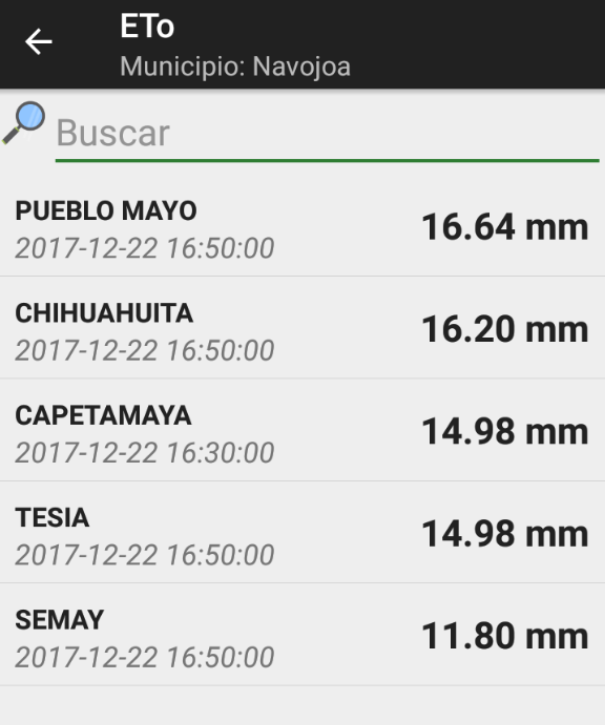 ETo
Municipio: Navojoa
Buscar
PUEBLO MAYO
2017-12-22 16:50:00
16.64 mm
CHIHUAHUITA
2017-12-22 16:50:00
16.20 mm
CAPETAMAYA
2017-12-22 16:30:00
14.98 mm
TESIA
2017-12-22 16:50:00
14.98 mm
SEMAY
2017-12-22 16:50:00
11.80 mm